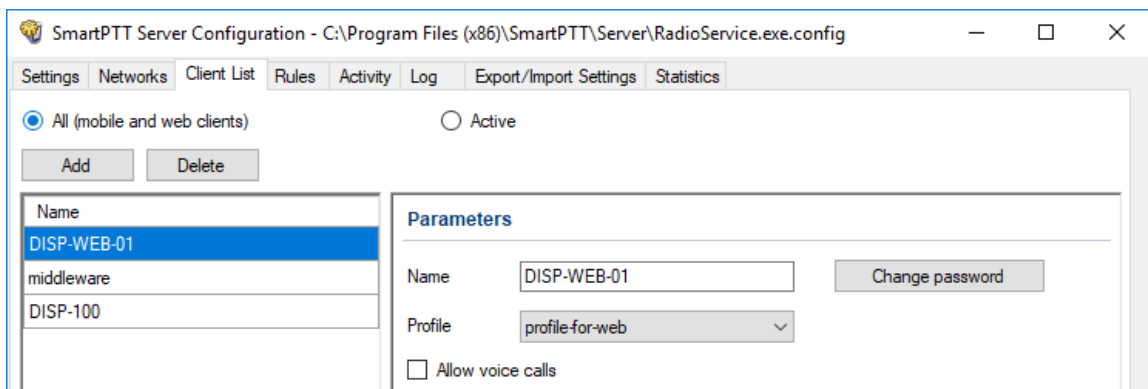 SmartPTT Server Configuration - C:\Program Files (x86)\SmartPTT\Server\RadioService.exe.config
Settings Networks Client List Rules Activity Log Export/Import Settings Statistics
All (mobile and web clients) Active
Add Delete
Name
DISP-WEB-01
middleware
DISP-100
Parameters
Name DISP-WEB-01 Change password
Profile profile-for-web
Allow voice calls